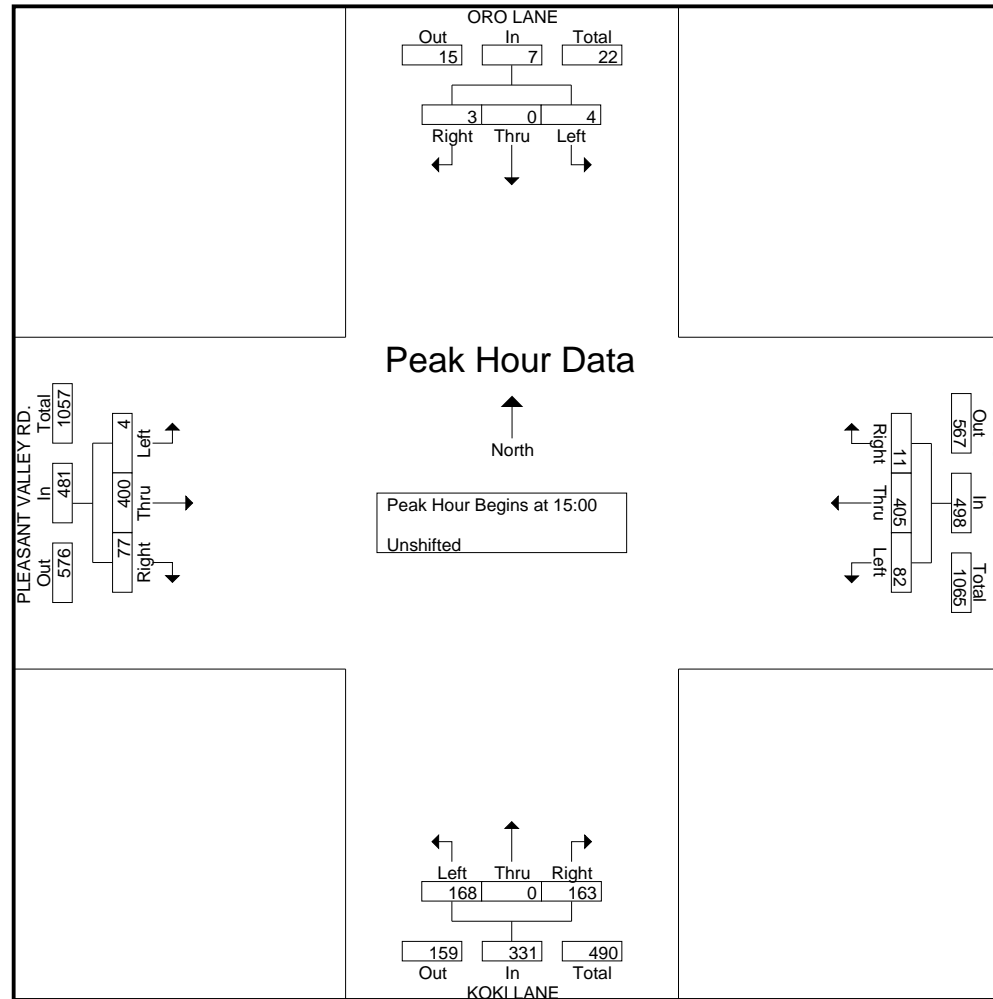 ORO LANE
Out In Total
15 7 22
3 0 4
Right Thru Left
Peak Hour Data
North
Peak Hour Begins at 15:00
Unshifted
PLEASANT VALLEY RD.
Total In Out
1057 481 576
4 400 77
Left Thru Right
Right Thru Left
11 405 82
Out In Total
567 498 1065
Left Thru Right
168 0 163
159 331 490
Out In Total
KOKI LANE